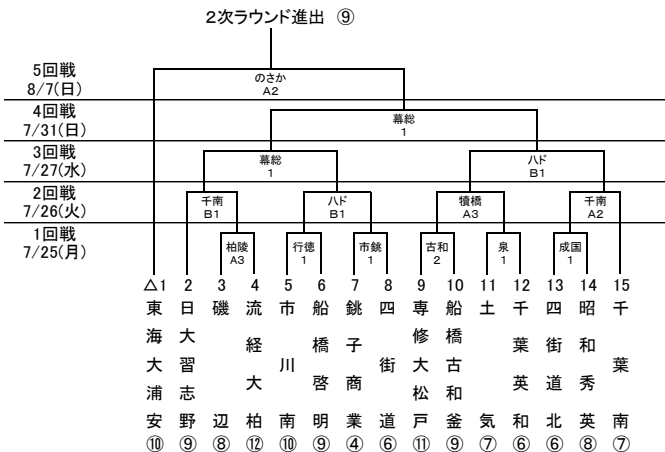 2次ラウンド進出 ⑨
5回戦
8/7(日)
のさか
A2
4回戦
7/31(日)
幕総
1
3回戦
7/27(水)
幕総
1
ハド
B1
2回戦
7/26(火)
千南
B1
ハド
B1
犢橋
A3
千南
A2
1回戦
7/25(月)
柏陵
A3
行徳
1
市銚
1
古和
2
泉
1
成国
1
△1 東海大浦安 ⑩
2 日大習志野 ⑨
3 磯辺 ⑧
4 流経大柏 ⑫
5 市川南 ⑩
6 船橋啓明 ⑨
7 銚子商業 ④
8 四街道 ⑥
9 専修大松戸 ⑪
10 船橋古和釜 ⑨
11 土気 ⑦
12 千葉英和 ⑥
13 四街道北 ⑥
14 昭和秀英 ⑧
15 千葉南 ⑦